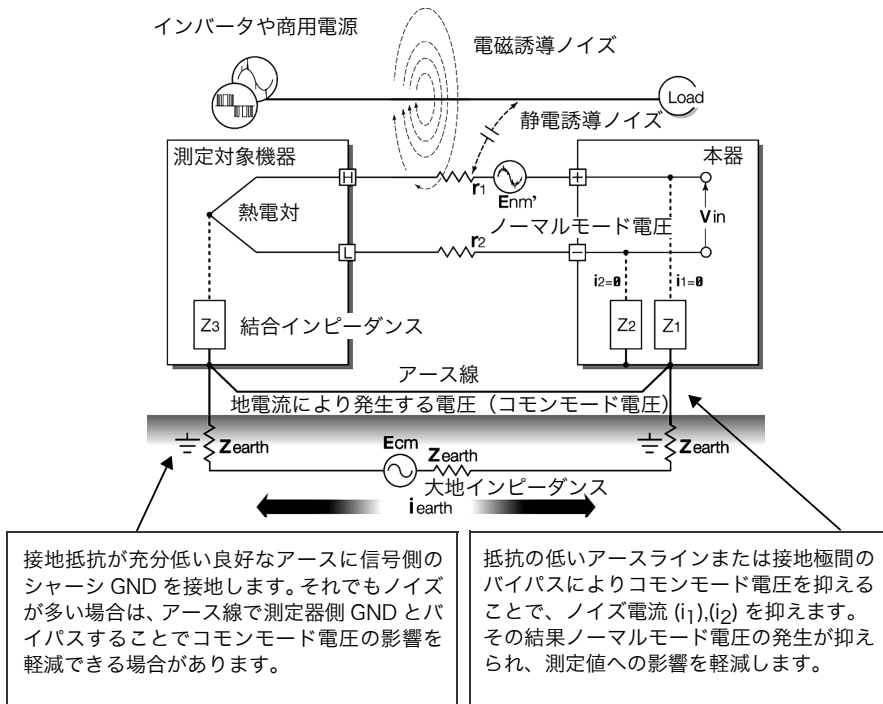 インバータや商用電源
電磁誘導ノイズ
Load
静電誘導ノイズ
測定対象機器
本器
H
r1
Enm'
+
熱電対
ノーマルモード電圧
Vin
L
r2
−
i2=0
i1=0
Z3
結合インピーダンス
Z2
Z1
アース線
地電流により発生する電圧（コモンモード電圧）
Zearth
Ecm
Zearth
Zearth
大地インピーダンス
iearth
接地抵抗が充分低い良好なアースに信号側の
シャーシ GND を接地します。それでもノイズ
が多い場合は、アース線で測定器側 GND とバ
イパスすることでコモンモード電圧の影響を
軽減できる場合があります。
抵抗の低いアースラインまたは接地極間の
バイパスによりコモンモード電圧を抑える
ことで、ノイズ電流 (i1),(i2) を抑えます。
その結果ノーマルモード電圧の発生が抑え
られ、測定値への影響を軽減します。